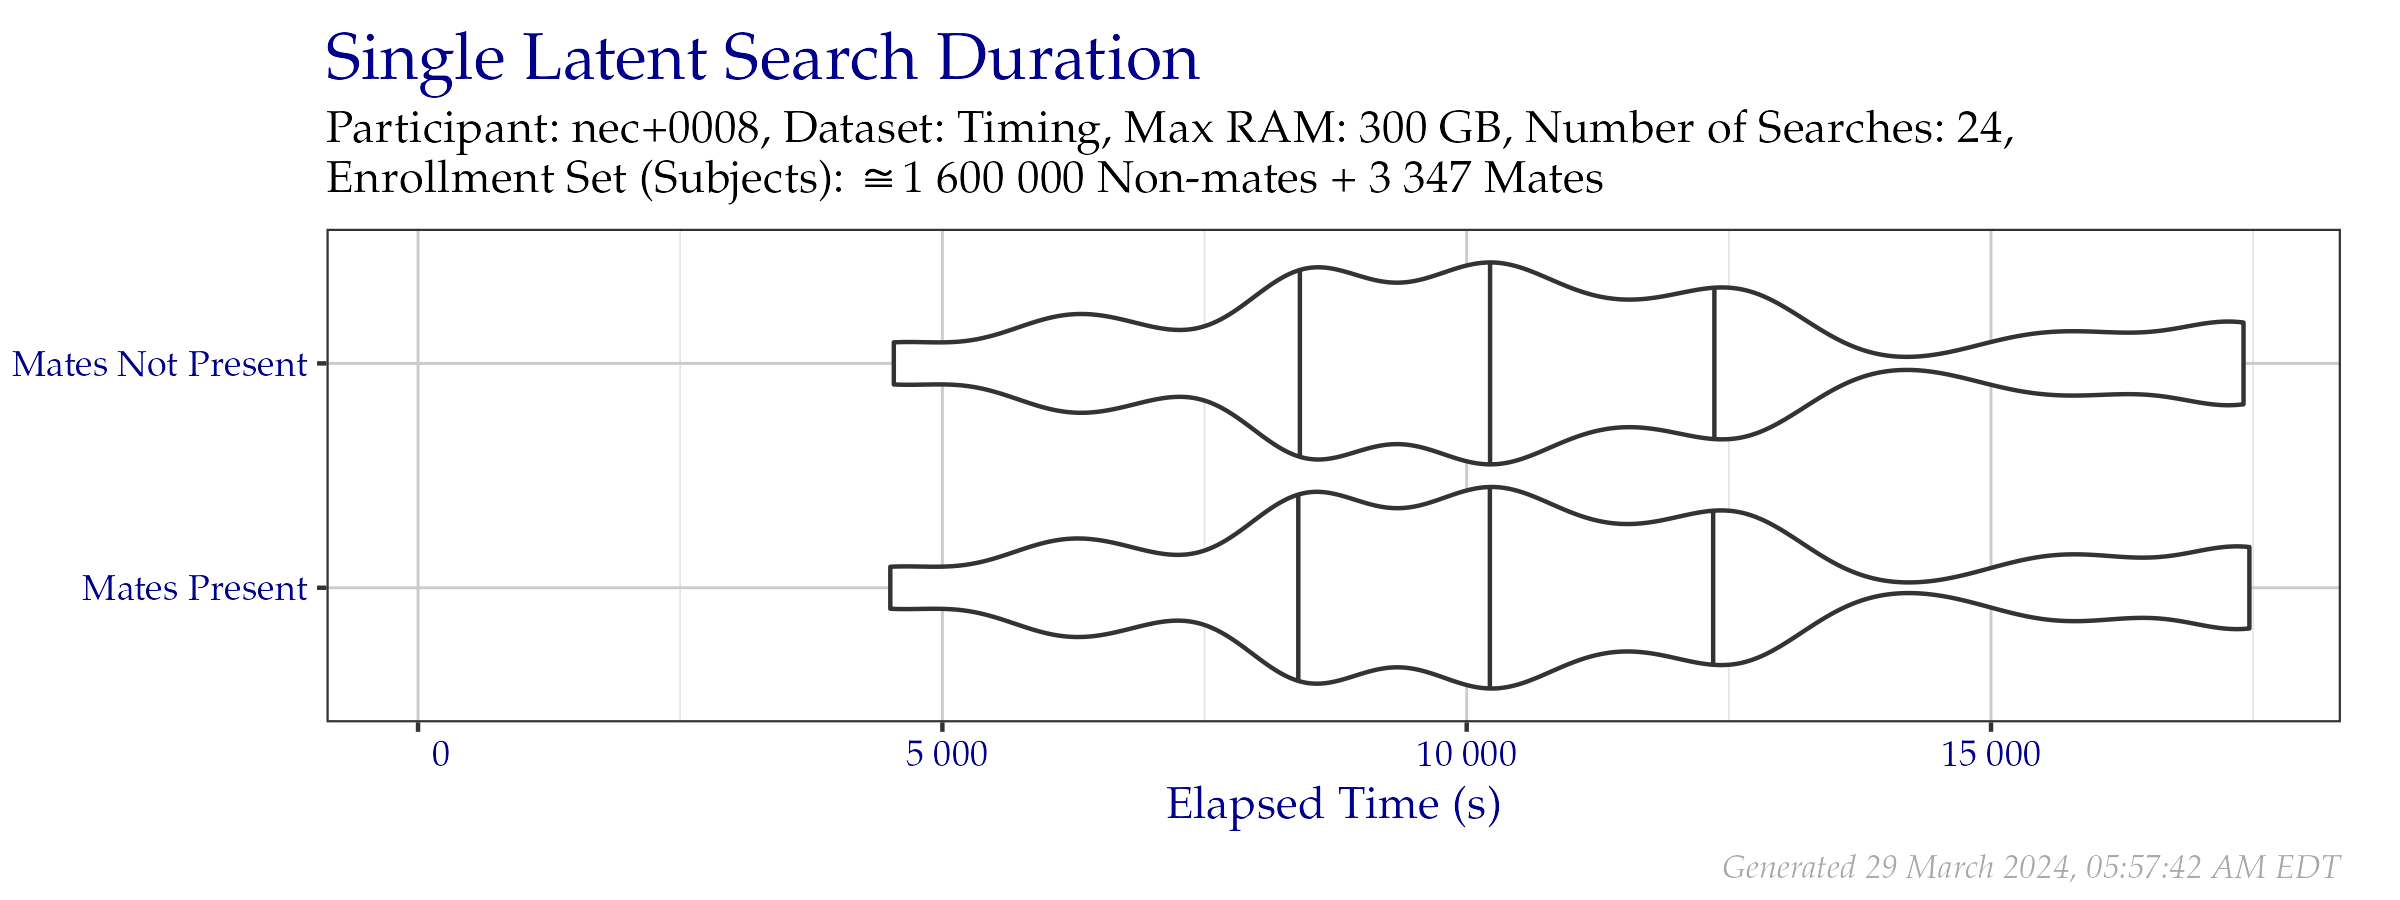 Single Latent Search Duration
Participant: nec+0008, Dataset: Timing, Max RAM: 300 GB, Number of Searches: 24,
Enrollment Set (Subjects): ≅ 1 600 000 Non-mates + 3 347 Mates
Mates Not Present
Mates Present
0 5 000 10 000 15 000
Elapsed Time (s)
Generated 29 March 2024, 05:57:42 AM EDT